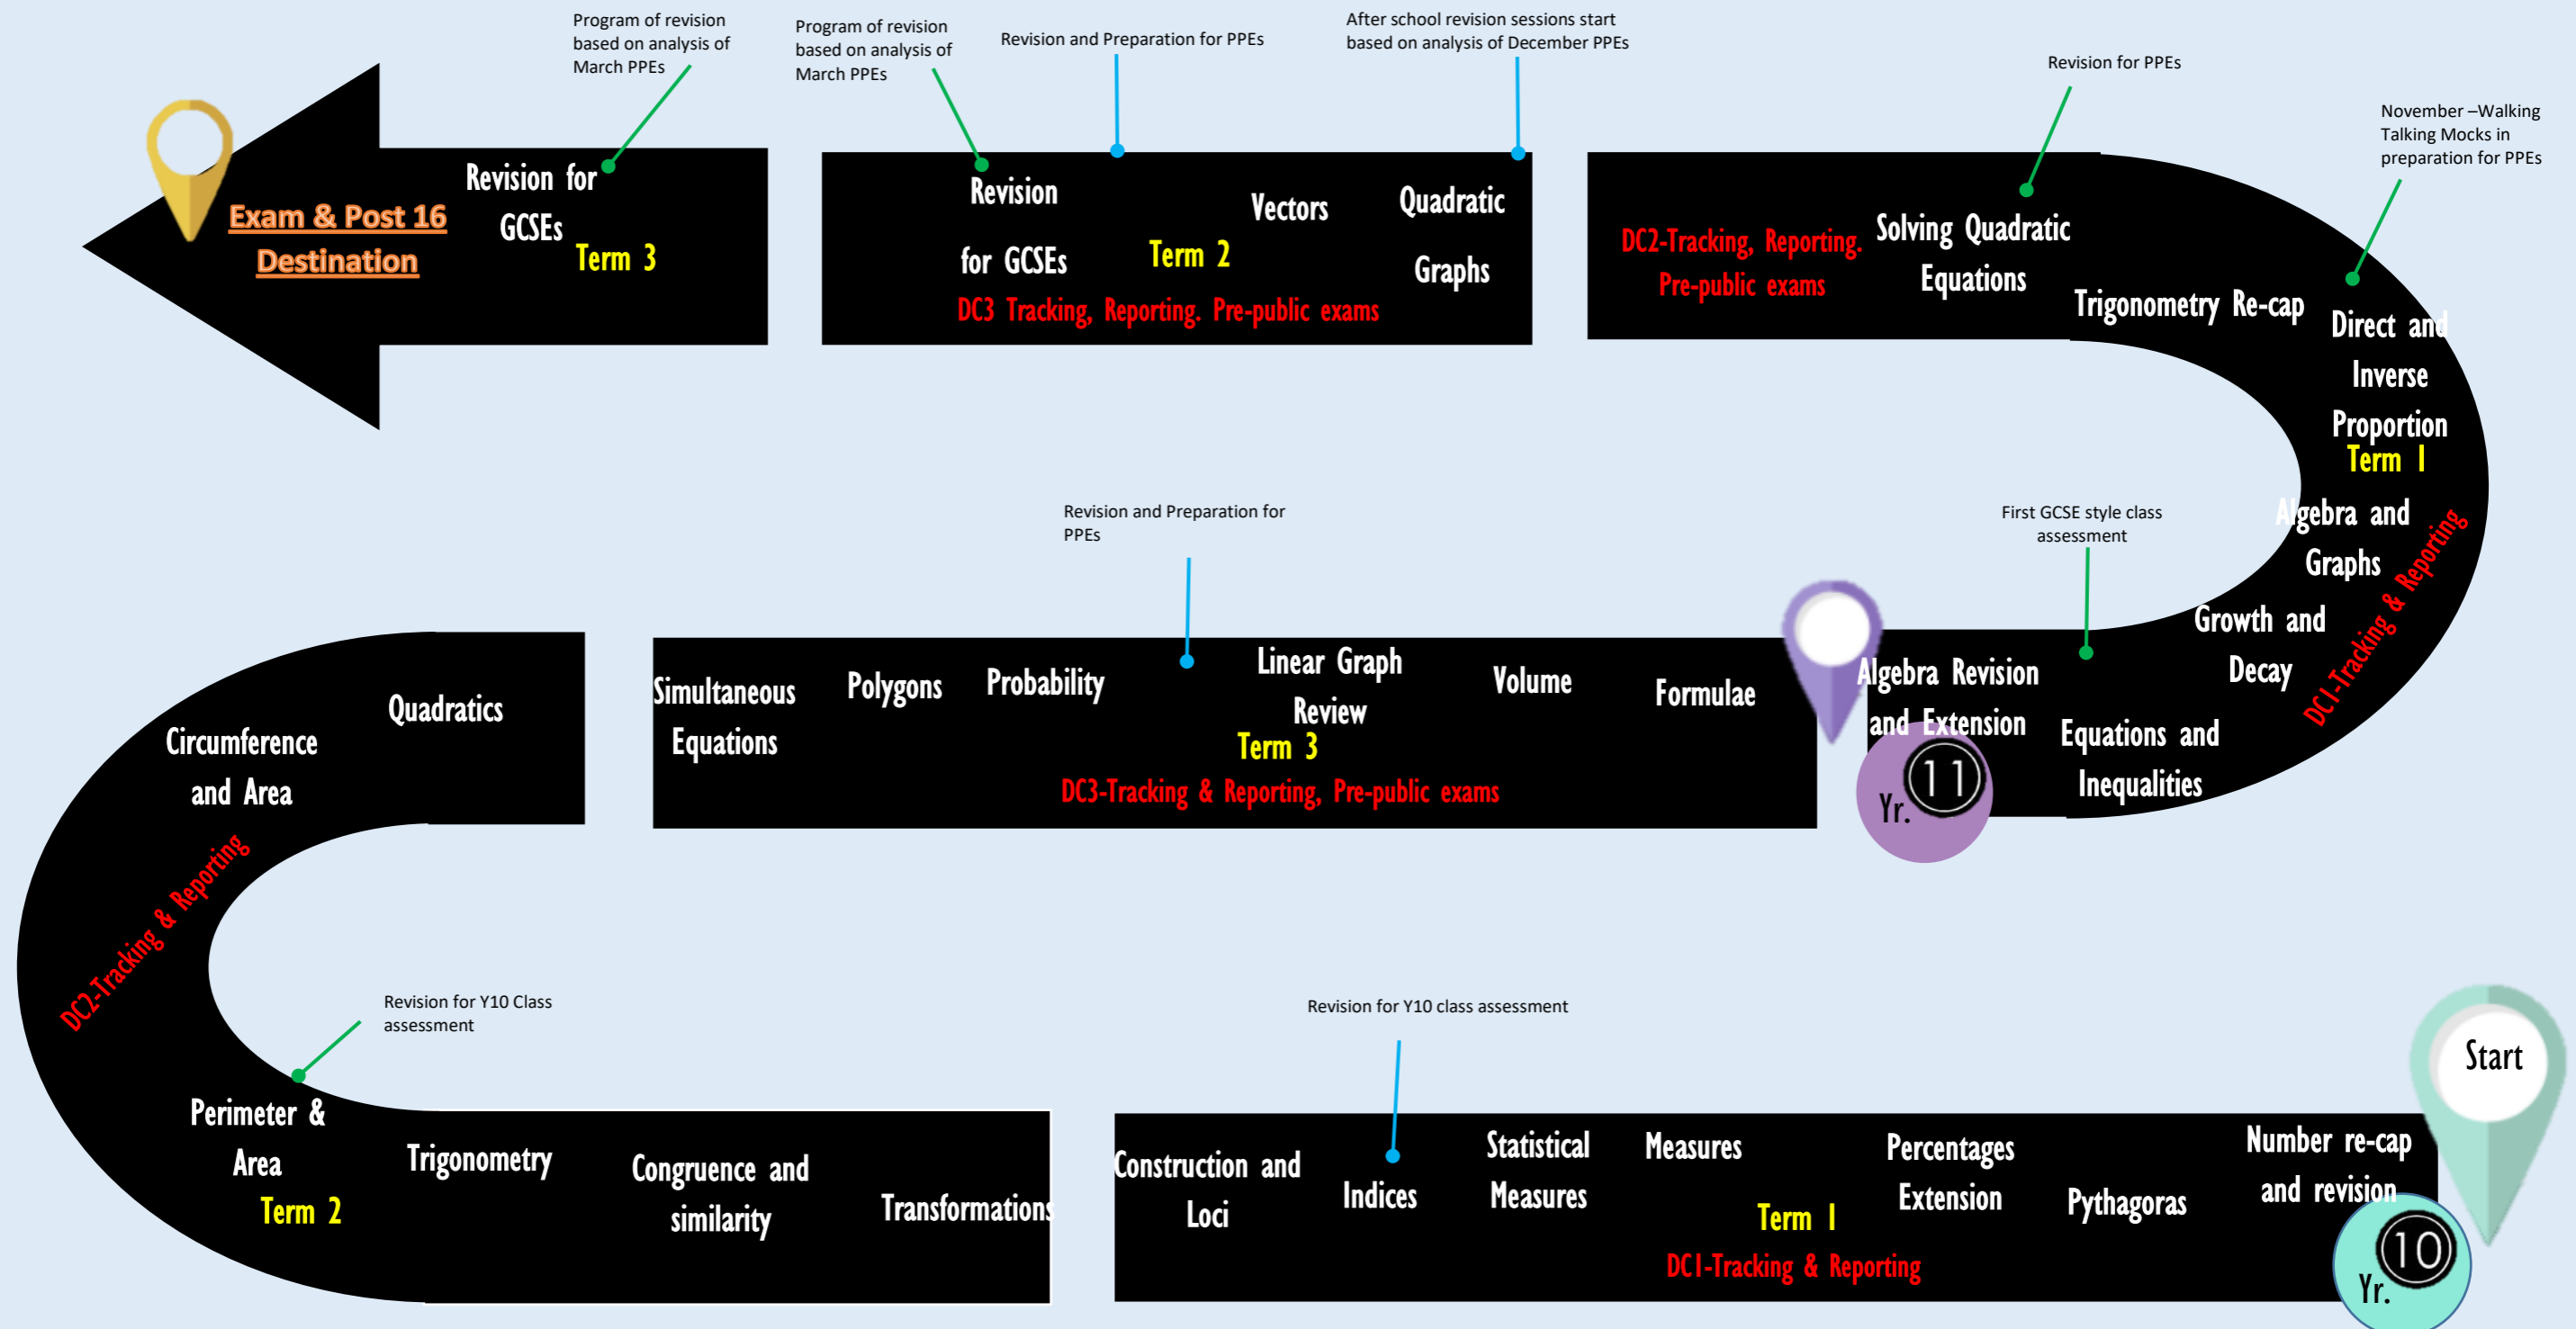 Program of revision
based on analysis of
March PPEs
Program of revision
based on analysis of
March PPEs
Revision and Preparation for PPEs
After school revision sessions start
based on analysis of December PPEs
Revision for PPEs
November –Walking
Talking Mocks in
preparation for PPEs
Exam & Post 16
Destination
Revision for
GCSEs
Term 3
Revision
for GCSEs
Term 2
Vectors
Quadratic
Graphs
DC3 Tracking, Reporting. Pre-public exams
DC2-Tracking, Reporting.
Pre-public exams
Solving Quadratic
Equations
Trigonometry Re-cap
Direct and
Inverse
Proportion
Term 1
Algebra and
Graphs
DC1-Tracking & Reporting
Growth and
Decay
First GCSE style class
assessment
Equations and
Inequalities
Algebra Revision
and Extension
Yr. 11
Revision and Preparation for
PPEs
Simultaneous
Equations
Polygons
Probability
Linear Graph
Review
Term 3
Volume
Formulae
DC3-Tracking & Reporting, Pre-public exams
Quadratics
Circumference
and Area
DC2-Tracking & Reporting
Revision for Y10 Class
assessment
Perimeter &
Area
Term 2
Trigonometry
Congruence and
similarity
Transformations
Revision for Y10 class assessment
Construction and
Loci
Indices
Statistical
Measures
Measures
Term 1
DC1-Tracking & Reporting
Percentages
Extension
Pythagoras
Number re-cap
and revision
Start
Yr. 10